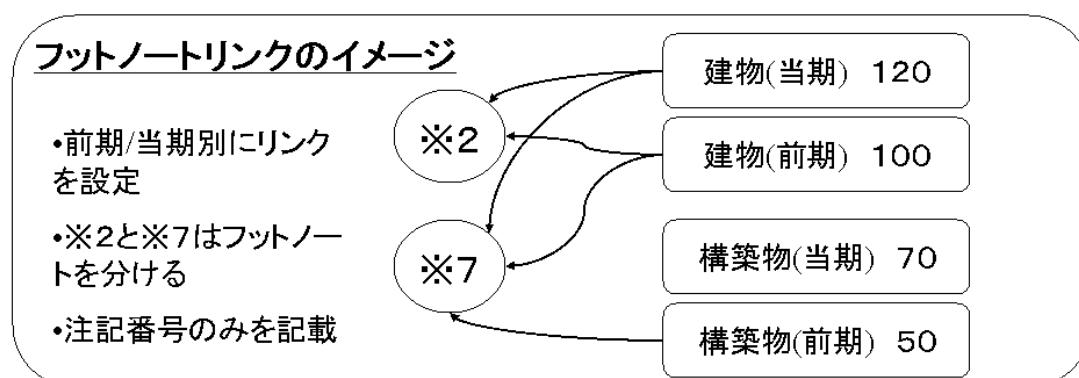 フットノートリンクのイメージ
•前期/当期別にリンク
を設定
•※2と※7はフットノー
トを分ける
•注記番号のみを記載
※2
※7
建物(当期) 120
建物(前期) 100
構築物(当期) 70
構築物(前期) 50